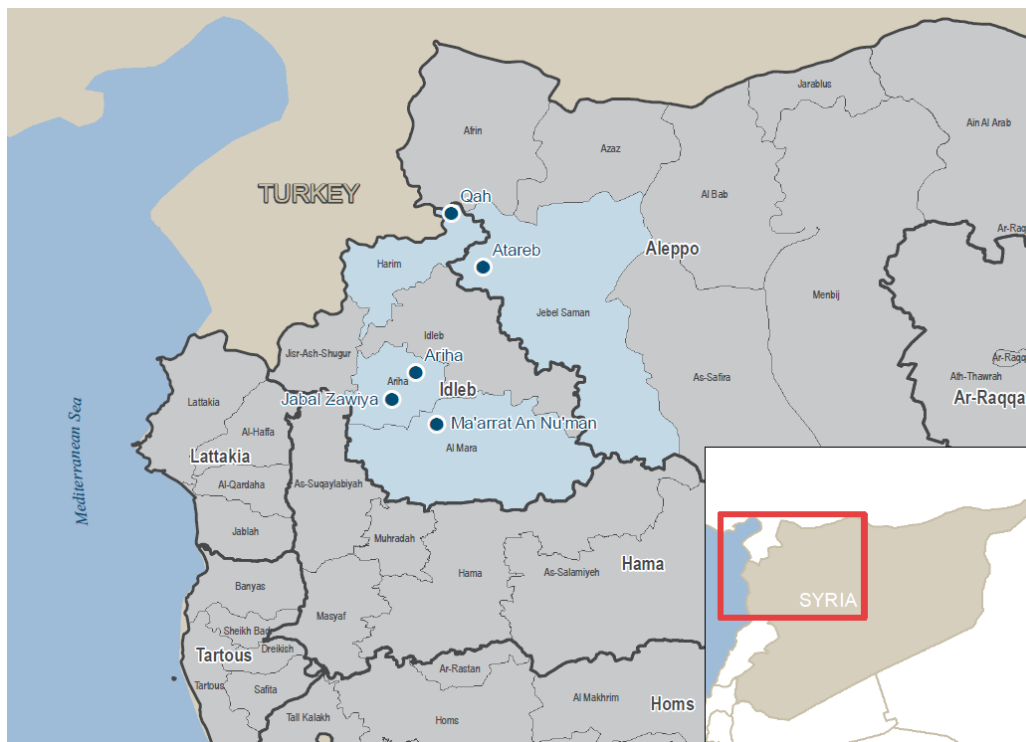 Jarablus
Afrin
Azaz
Ain Al Arab
TURKEY
Qah
Al Bab
Ar-Raqq
Aleppo
Atareb
Harim
Menbij
Jebel Saman
Idleb
Jisr-Ash-Shugur
Ariha
Ar-Raqqa
Ariha
Idleb
As-Safira
Ath-Thawrah
Ar-Raqqa
Lattakia
Jabal Zawiya
Ma'arrat An Nu'man
Al-Haffa
Al Mara
Lattakia
Mediterranean Sea
Al-Qardaha
As-Suqaylabiyah
Jablah
Muhradah
Hama
As-Salamiyeh
Hama
Banyas
Masyaf
SYRIA
Sheikh Bad
Dreikish
Tartous
Ar-Rastan
Tartous
Safita
Al Makhrim
Homs
Tall Kalakh
Homs